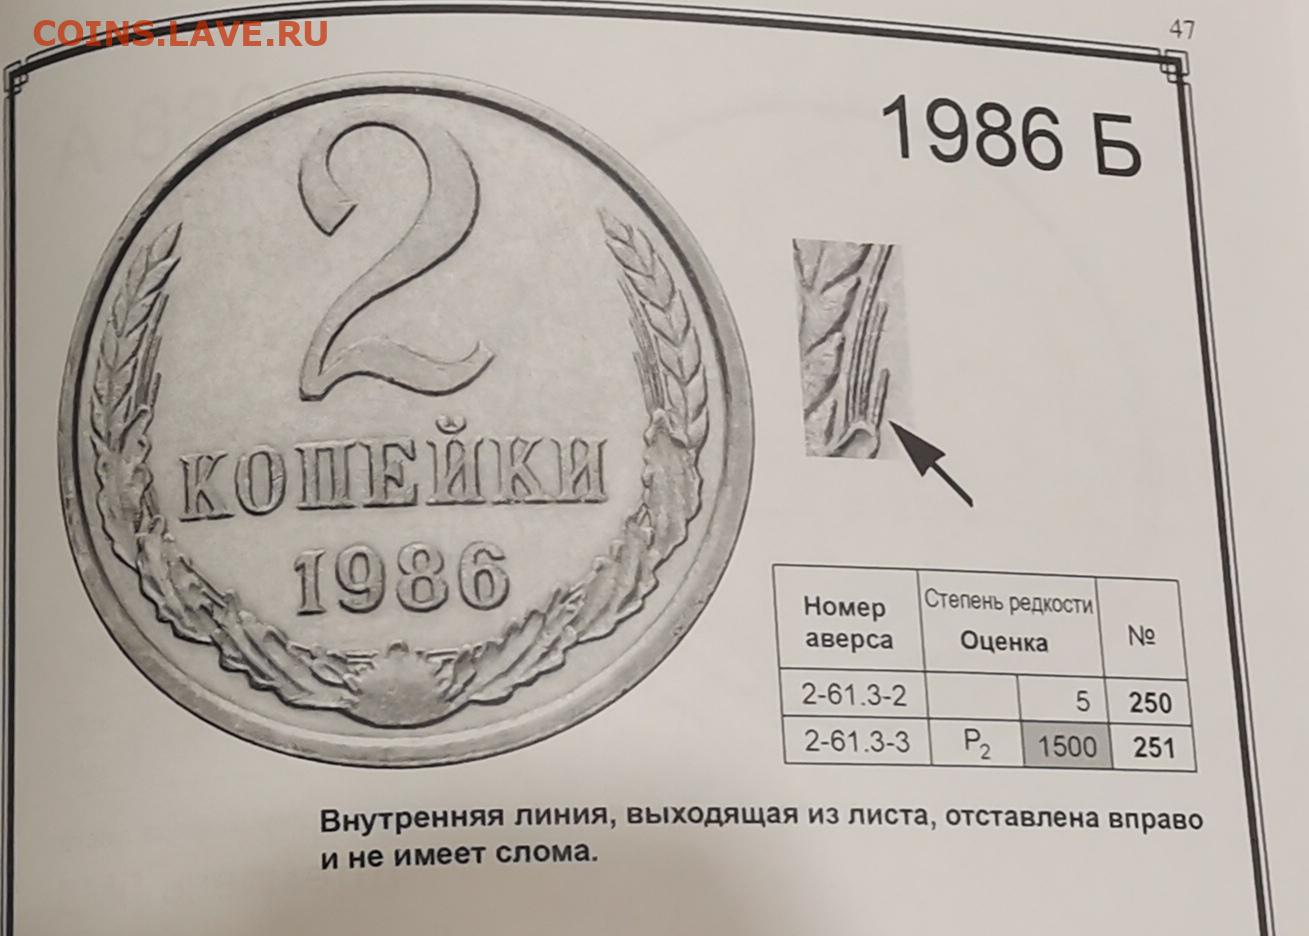 COINS.LAVE.RU
47
1986 Б
2
КОПЕЙКИ
1986
Номер аверса | Степень редкости Оценка | №
2-61.3-2 | | 5 | 250
2-61.3-3 | Р₂ | 1500 | 251
Внутренняя линия, выходящая из листа, отставлена вправо
и не имеет слома.